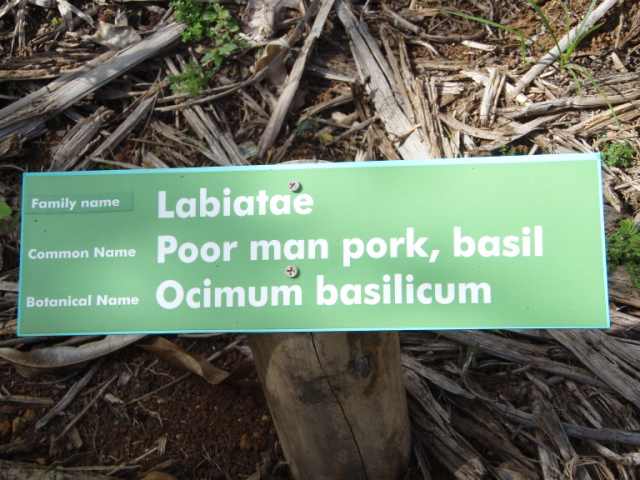 Family name Labiatae
Common Name Poor man pork, basil
Botanical Name Ocimum basilicum